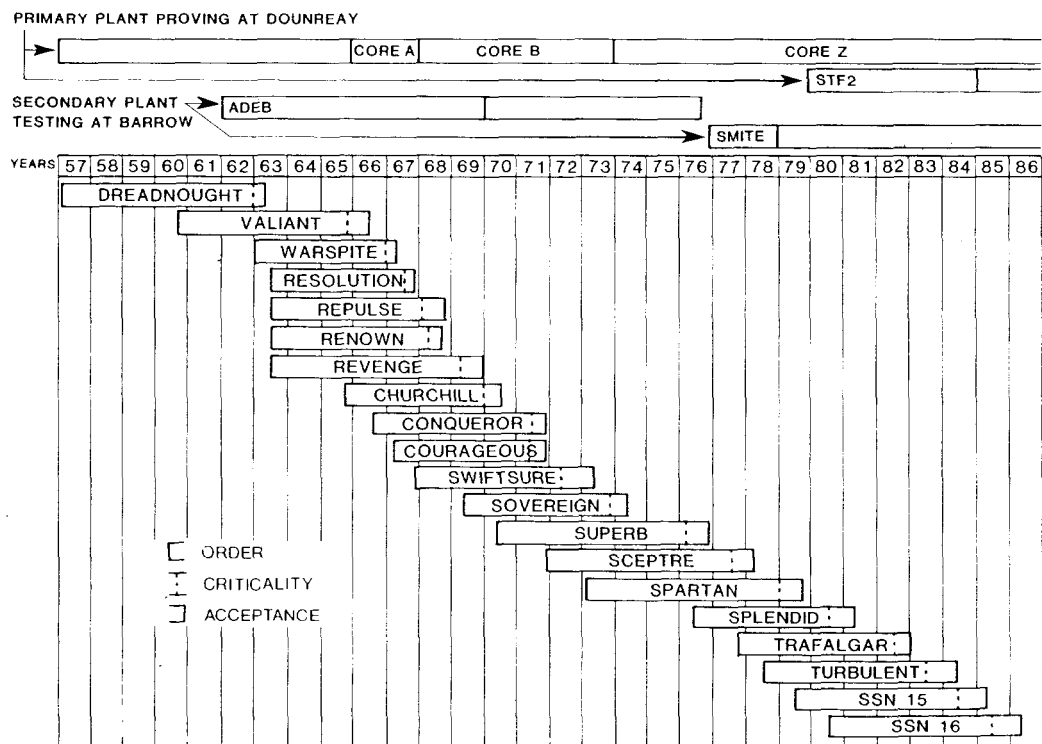 PRIMARY PLANT PROVING AT DOUNREAY
CORE A CORE B CORE Z
STF2
SECONDARY PLANT
TESTING AT BARROW
ADEB
SMITE
YEARS 57 58 59 60 61 62 63 64 65 66 67 68 69 70 71 72 73 74 75 76 77 78 79 80 81 82 83 84 85 86
DREADNOUGHT
VALIANT
WARSPITE
RESOLUTION
REPULSE
RENOWN
REVENGE
CHURCHILL
CONQUEROR
COURAGEOUS
SWIFTSURE
SOVEREIGN
SUPERB
SCEPTRE
SPARTAN
SPLENDID
TRAFALGAR
TURBULENT
SSN 15
SSN 16
ORDER
CRITICALITY
ACCEPTANCE